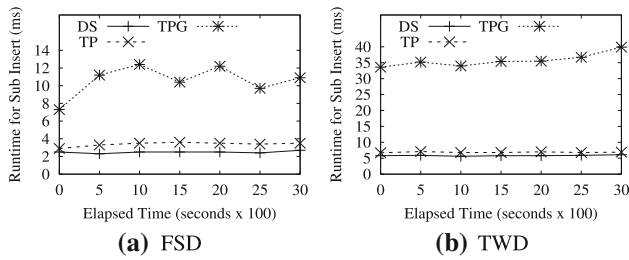 Runtime for Sub Insert (ms)
DS TPG
TP
14
12
10
8
6
4
2
0
0 5 10 15 20 25 30
Elapsed Time (seconds x 100)
(a) FSD
Runtime for Sub Insert (ms)
DS TPG
TP
40
35
30
25
20
15
10
5
0
0 5 10 15 20 25 30
Elapsed Time (seconds x 100)
(b) TWD